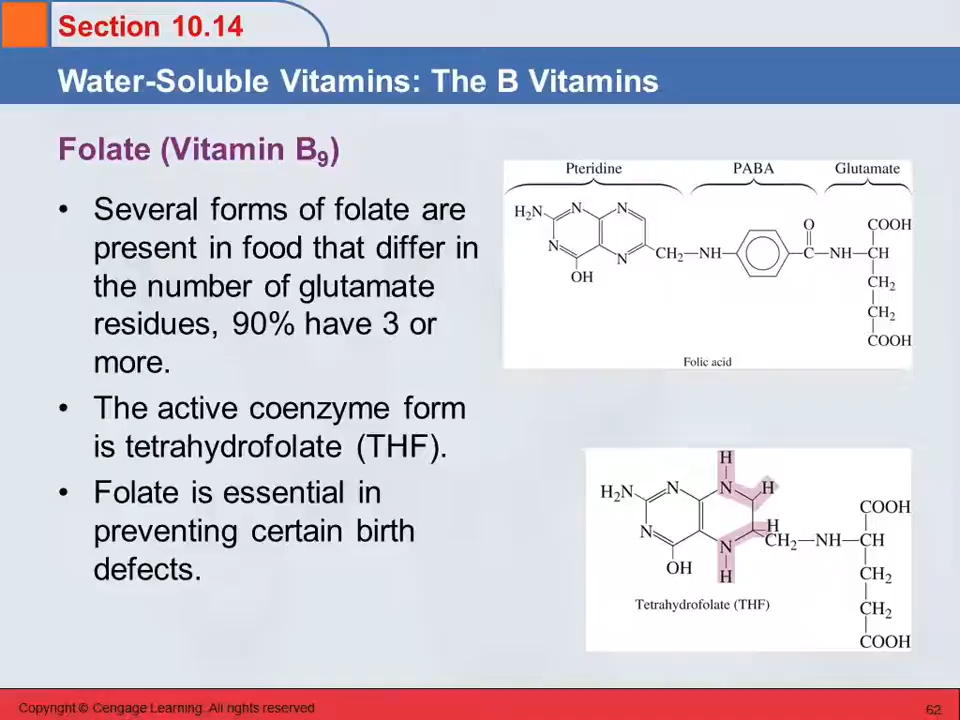 Section 10.14
Water-Soluble Vitamins: The B Vitamins
Folate (Vitamin B₉)
• Several forms of folate are
present in food that differ in
the number of glutamate
residues, 90% have 3 or
more.
• The active coenzyme form
is tetrahydrofolate (THF).
• Folate is essential in
preventing certain birth
defects.
Pteridine PABA Glutamate
H₂N N N O COOH
N N CH₂—NH C—NH—CH
OH CH₂
CH₂
COOH
Folic acid
H
H₂N N N H COOH
N N H CH₂—NH—CH
OH H CH₂
Tetrahydrofolate (THF) CH₂
COOH
Copyright © Cengage Learning. All rights reserved 62